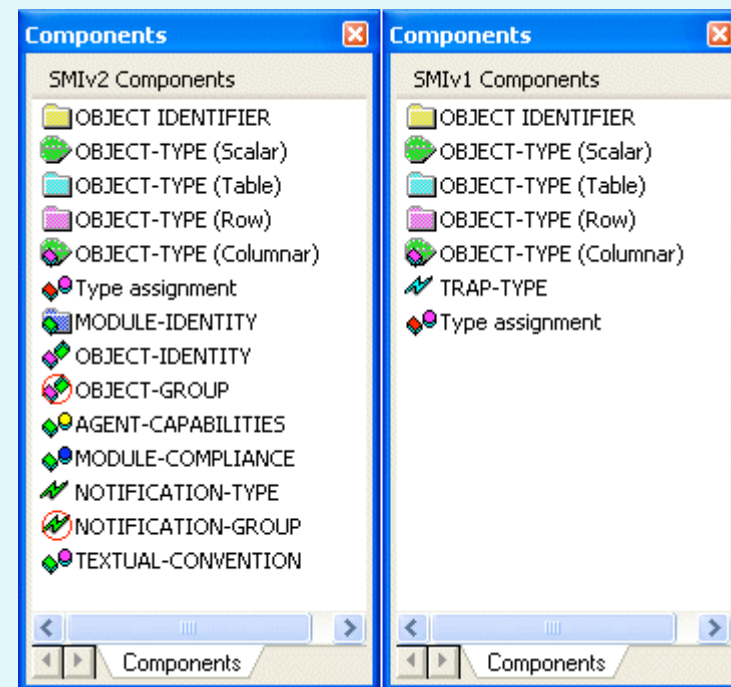 Components
SMIv2 Components
OBJECT IDENTIFIER
OBJECT-TYPE (Scalar)
OBJECT-TYPE (Table)
OBJECT-TYPE (Row)
OBJECT-TYPE (Columnar)
Type assignment
MODULE-IDENTITY
OBJECT-IDENTITY
OBJECT-GROUP
AGENT-CAPABILITIES
MODULE-COMPLIANCE
NOTIFICATION-TYPE
NOTIFICATION-GROUP
TEXTUAL-CONVENTION
Components
Components
SMIv1 Components
OBJECT IDENTIFIER
OBJECT-TYPE (Scalar)
OBJECT-TYPE (Table)
OBJECT-TYPE (Row)
OBJECT-TYPE (Columnar)
TRAP-TYPE
Type assignment
Components